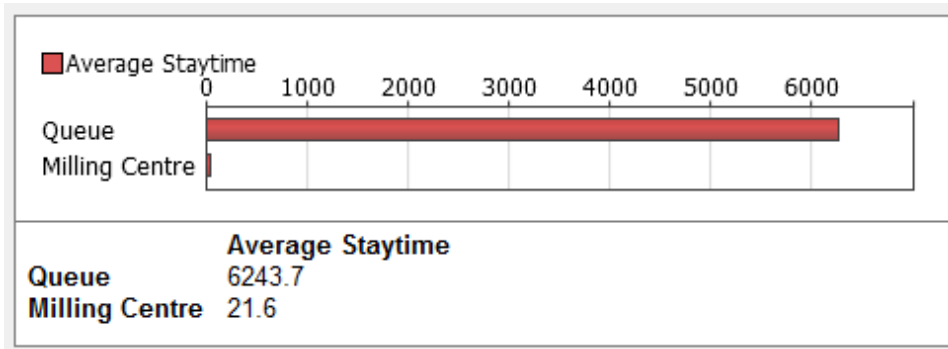 Average Staytime
0 1000 2000 3000 4000 5000 6000
Queue
Milling Centre
Average Staytime
Queue 6243.7
Milling Centre 21.6